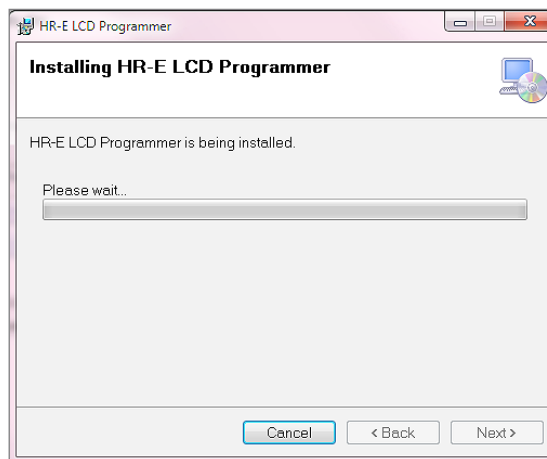 HR-E LCD Programmer
Installing HR-E LCD Programmer
HR-E LCD Programmer is being installed.
Please wait...
Cancel
< Back
Next >